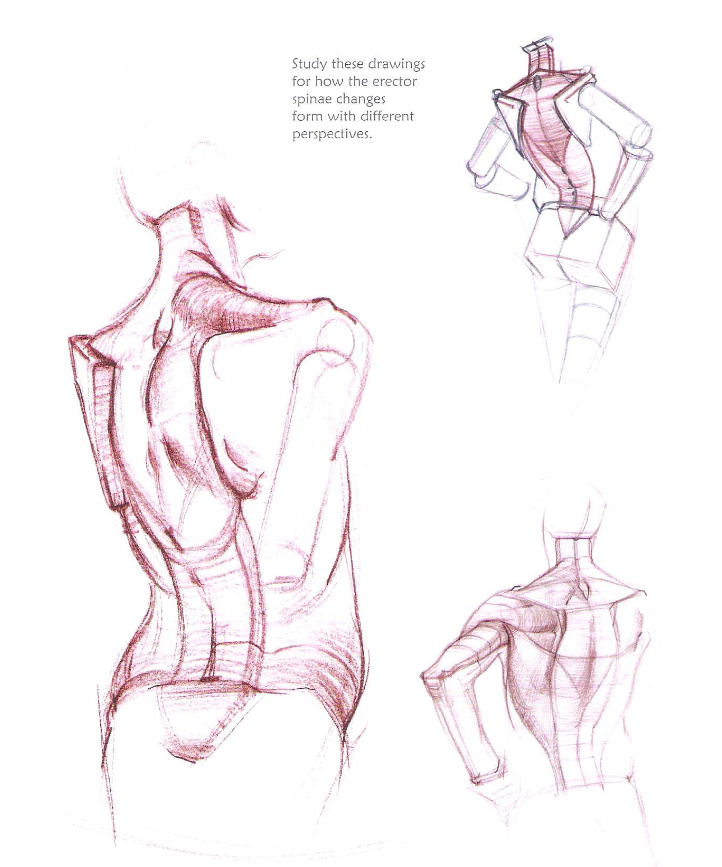 Study these drawings
for how the erector
spinae changes
form with different
perspectives.